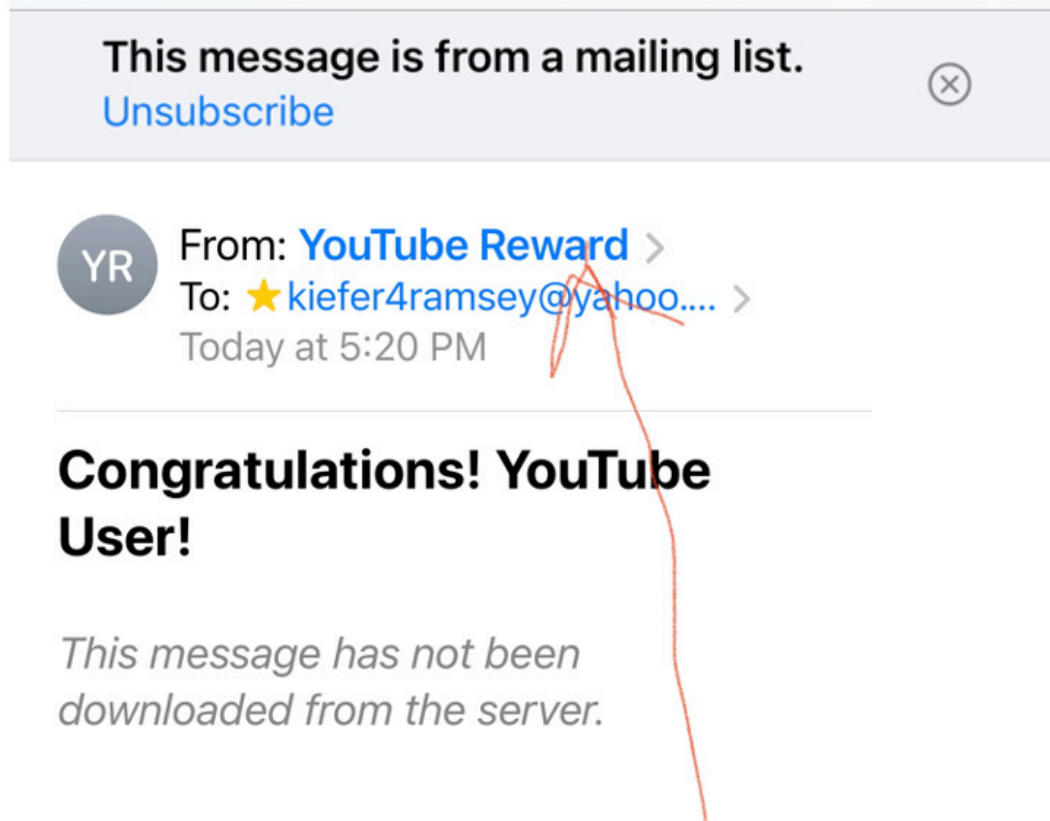 This message is from a mailing list.
Unsubscribe
YR
From: YouTube Reward
To: kiefer4ramsey@yahoo....
Today at 5:20 PM
Congratulations! YouTube
User!
This message has not been
downloaded from the server.